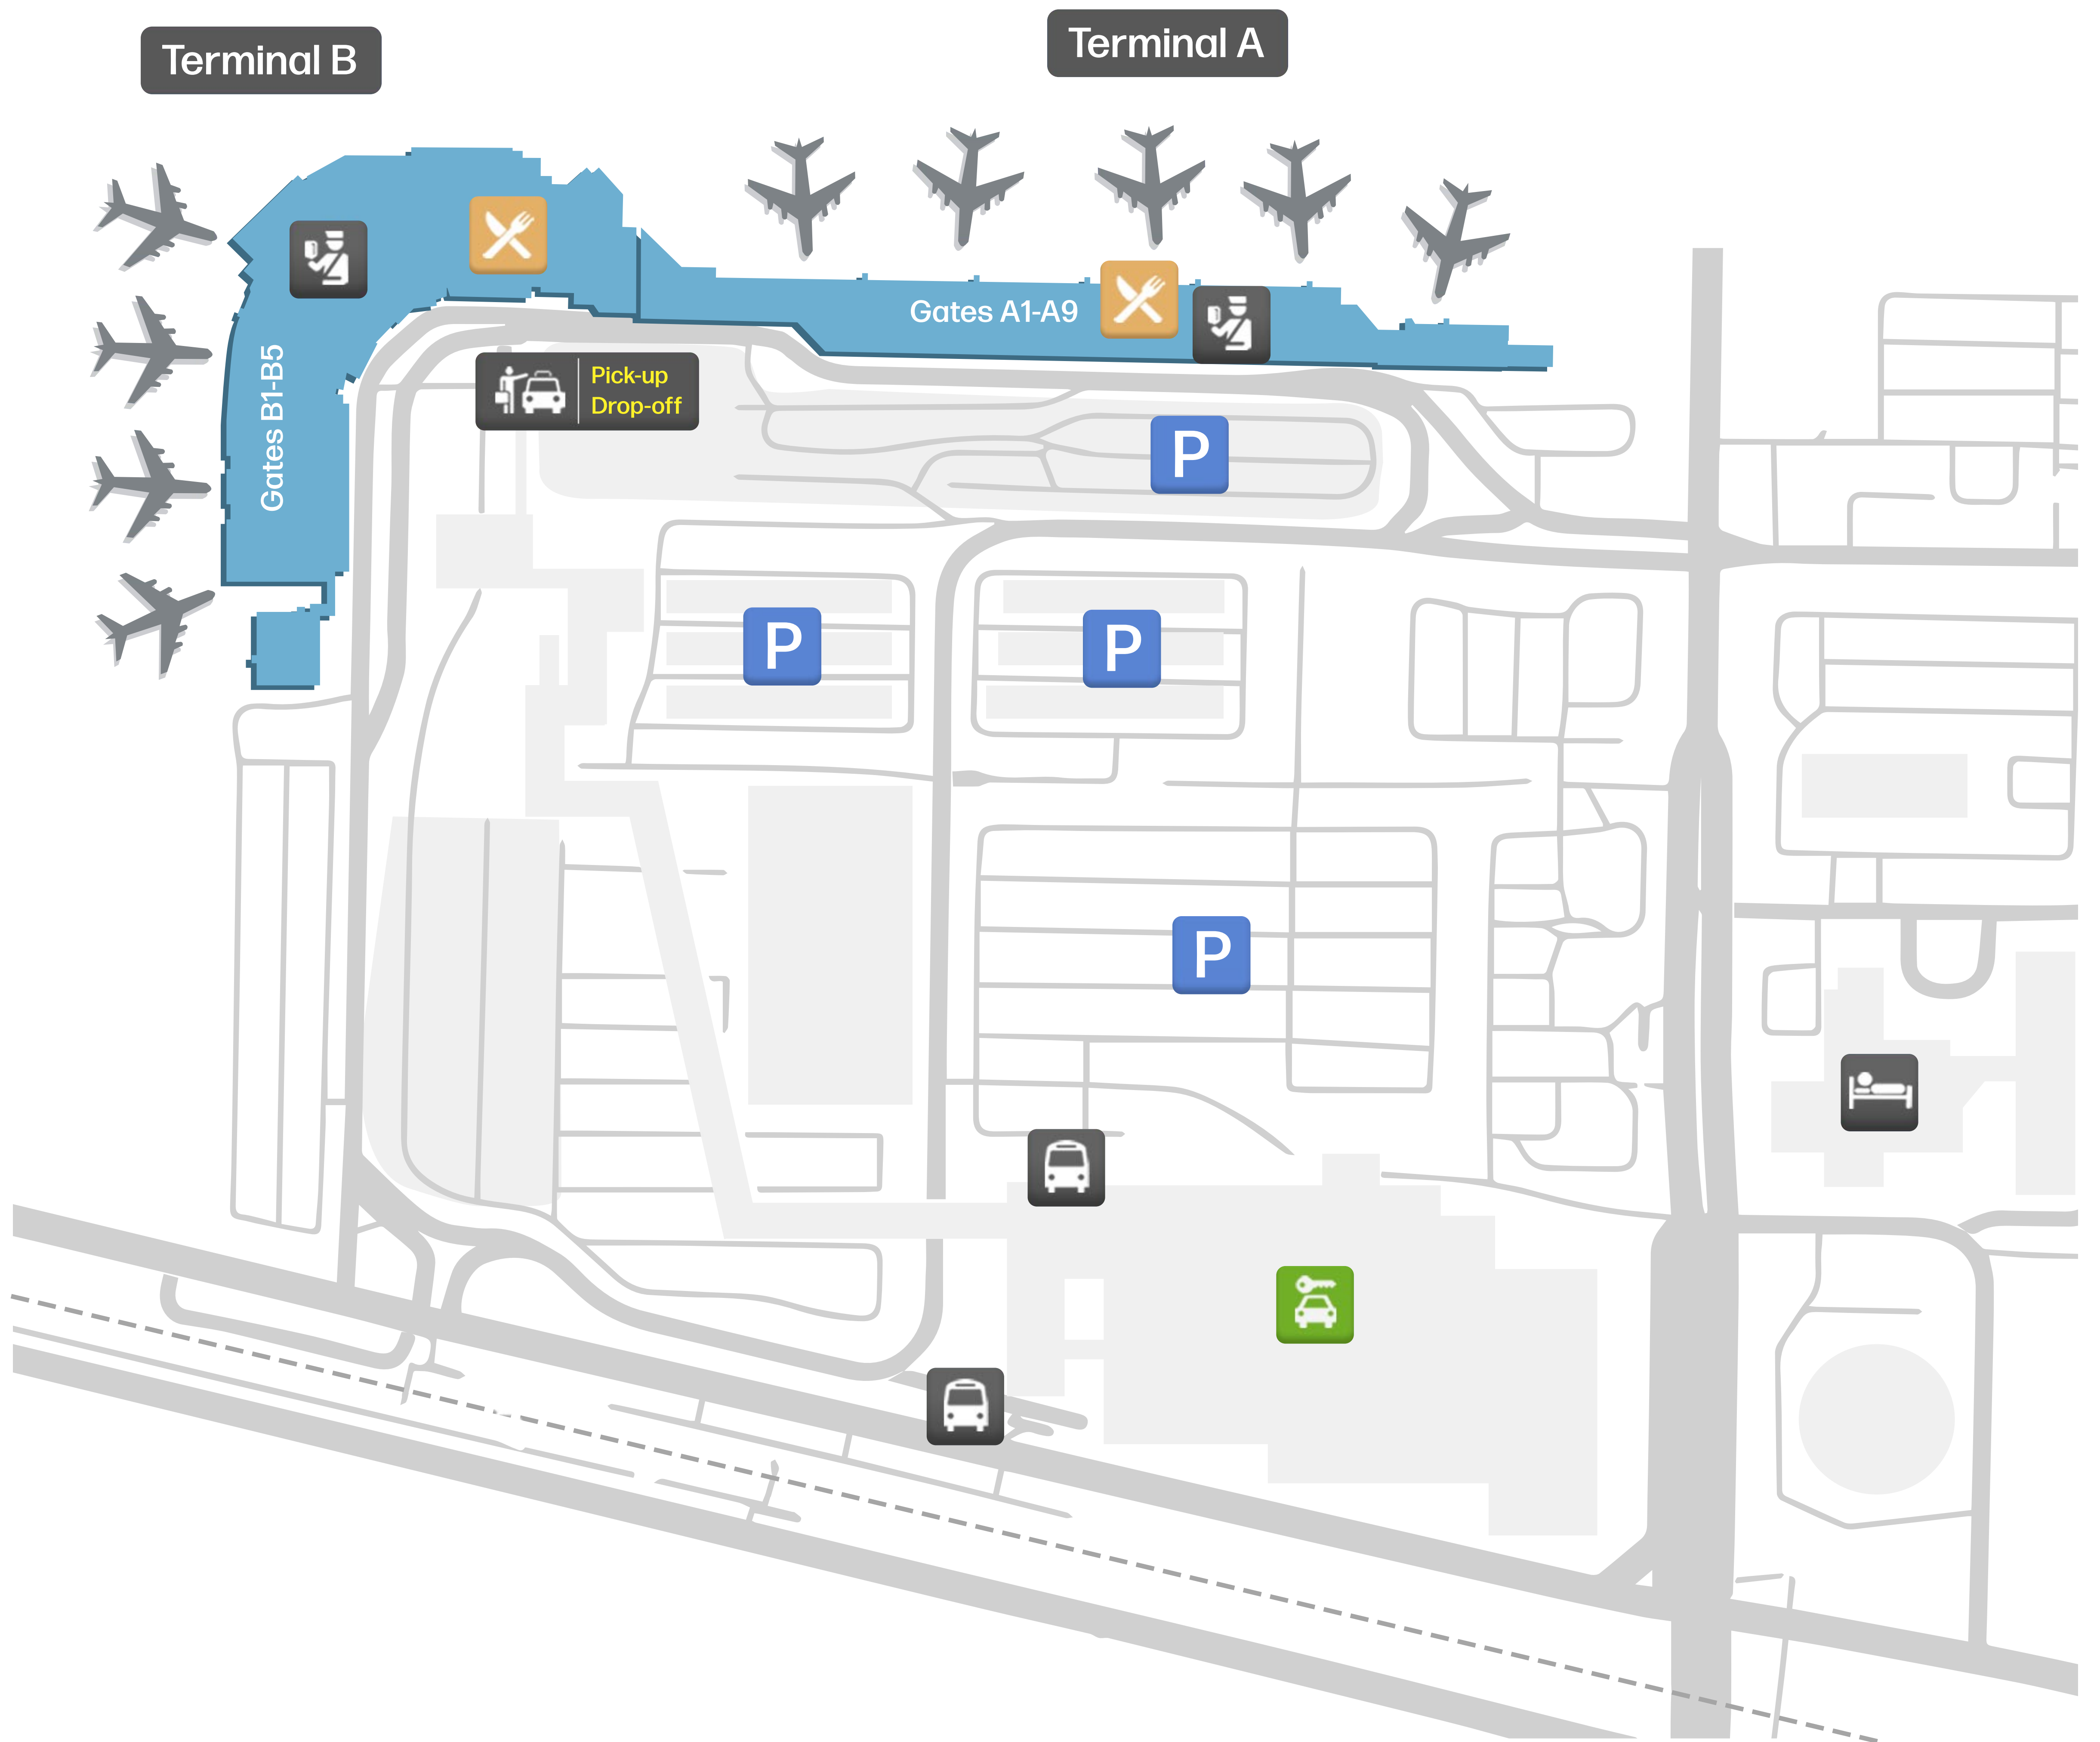 Terminal B
Terminal A
Gates A1-A9
Gates B1-B5
Pick-up
Drop-off
P
P
P
P